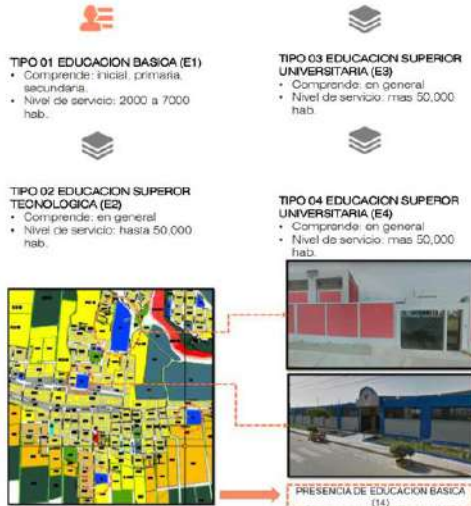 TIPO 01 EDUCACION BASICA (E1)
• Comprende: inicial, primaria,
secundaria.
• Nivel de servicio: 2000 a 7000
hab.
TIPO 03 EDUCACION SUPERIOR
UNIVERSITARIA (E3)
• Comprende: en general
• Nivel de servicio: mas 50,000
hab.
TIPO 02 EDUCACION SUPEROR
TECNOLOGICA (E2)
• Comprende: en general
• Nivel de servicio: hasta 50,000
hab.
TIPO 04 EDUCACION SUPEROR
UNIVERSITARIA (E4)
• Comprende: en general
• Nivel de servicio: mas 50,000
hab.
PRESENCIA DE EDUCACION BASICA
(14)